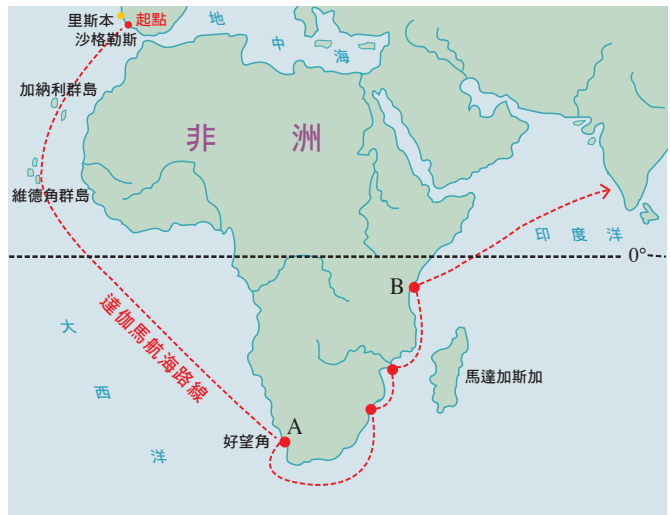 里斯本
起點
沙格勒斯
地中海
加納利群島
非洲
維德角群島
印度洋
0°
B
達伽馬航海路線
大西洋
馬達加斯加
A
好望角